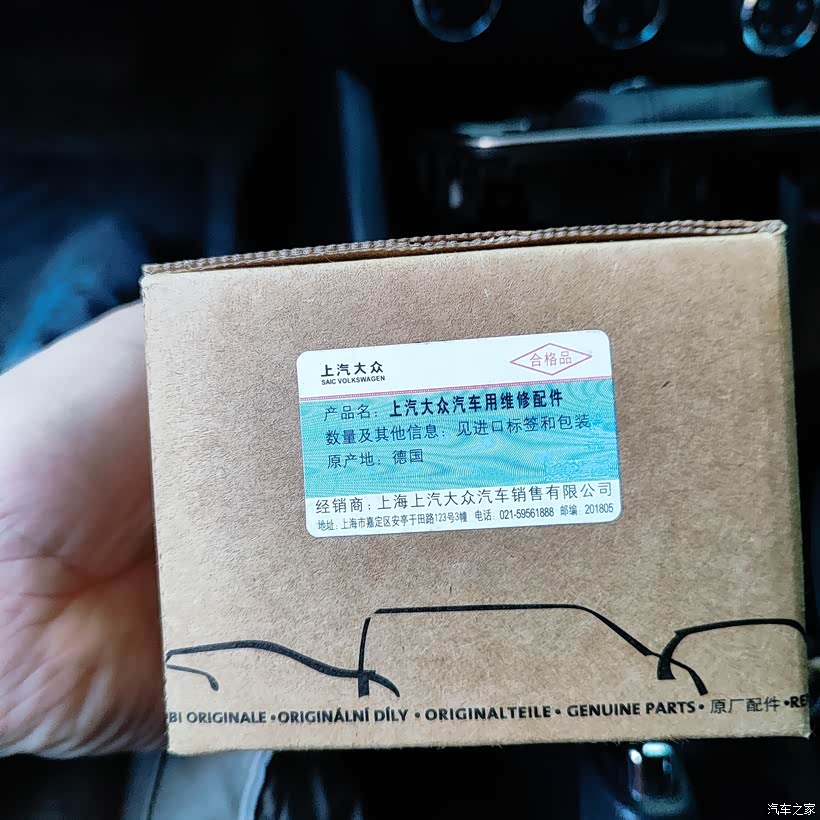 上汽大众
SAIC VOLKSWAGEN
合格品
产品名：上汽大众汽车用维修配件
数量及其他信息：见进口标签和包装
原产地：德国
经销商：上海上汽大众汽车销售有限公司
地址：上海市嘉定区安亭于田路123号3幢 电话：021-59561888 邮编：201805
BI ORIGINALE • ORIGINÁLNÍ DÍLY • ORIGINALTEILE • GENUINE PARTS • 原厂配件 • RE
汽车之家